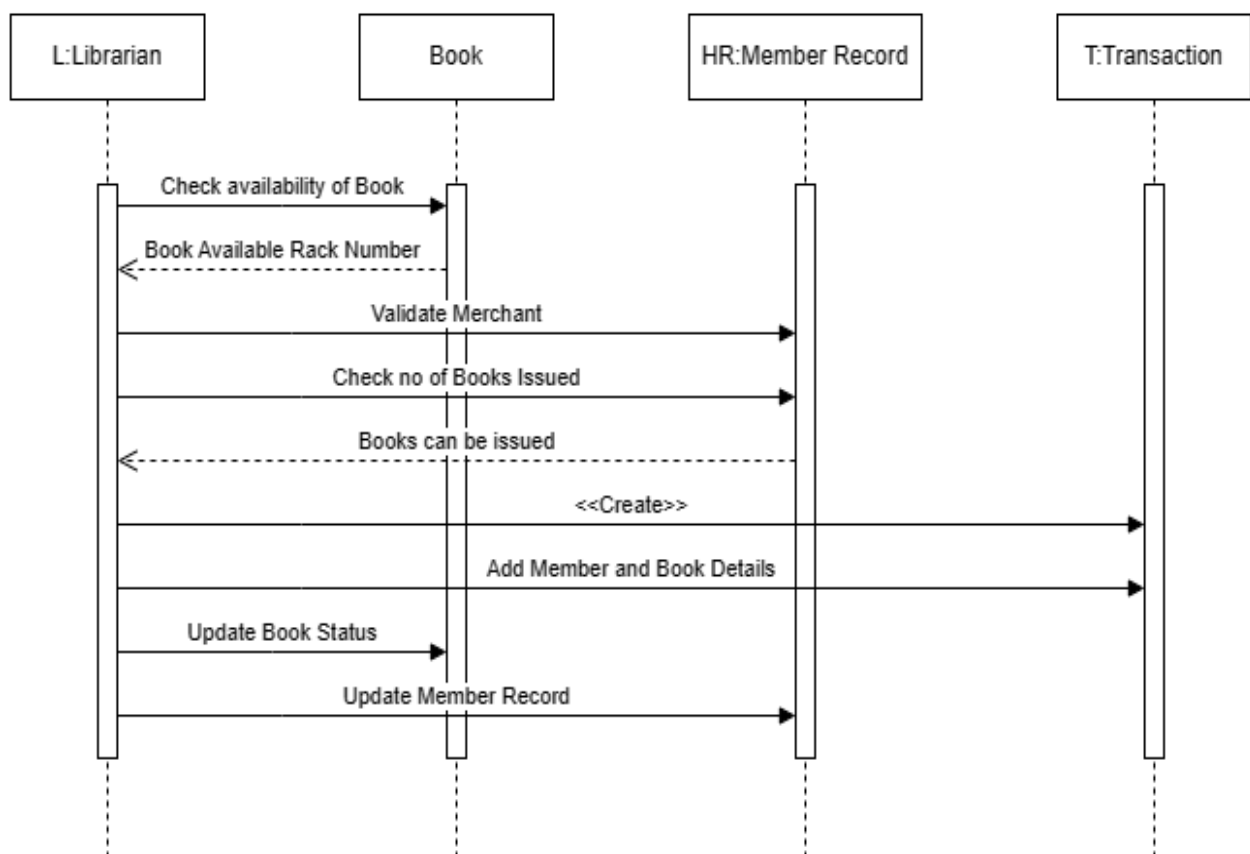 L:Librarian
Book
HR:Member Record
T:Transaction
Check availability of Book
Book Available Rack Number
Validate Merchant
Check no of Books Issued
Books can be issued
<<Create>>
Add Member and Book Details
Update Book Status
Update Member Record